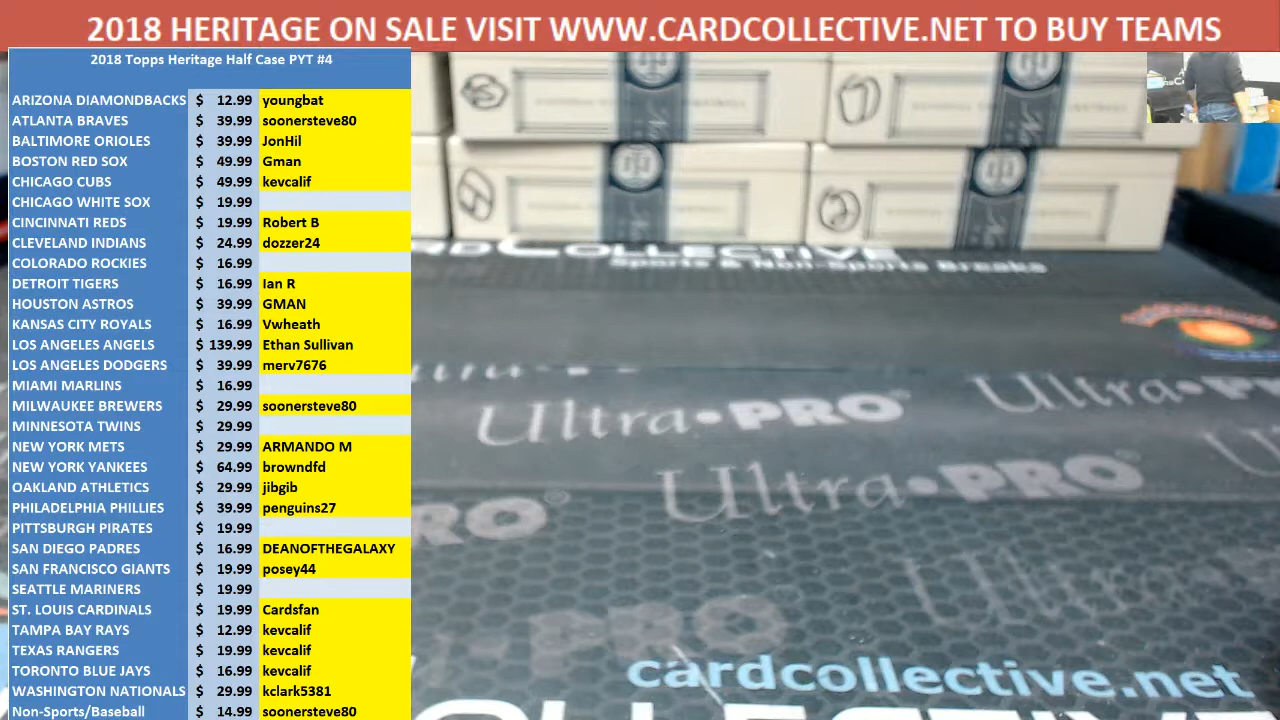 2018 HERITAGE ON SALE VISIT WWW.CARDCOLLECTIVE.NET TO BUY TEAMS
2018 Topps Heritage Half Case PYT #4
ARIZONA DIAMONDBACKS $ 12.99 youngbat
ATLANTA BRAVES $ 39.99 soonersteve80
BALTIMORE ORIOLES $ 39.99 JonHil
BOSTON RED SOX $ 49.99 Gman
CHICAGO CUBS $ 49.99 kevcalif
CHICAGO WHITE SOX $ 19.99
CINCINNATI REDS $ 19.99 Robert B
CLEVELAND INDIANS $ 24.99 dozzer24
COLORADO ROCKIES $ 16.99
DETROIT TIGERS $ 16.99 Ian R
HOUSTON ASTROS $ 39.99 GMAN
KANSAS CITY ROYALS $ 16.99 Vwheath
LOS ANGELES ANGELS $ 139.99 Ethan Sullivan
LOS ANGELES DODGERS $ 39.99 merv7676
MIAMI MARLINS $ 16.99
MILWAUKEE BREWERS $ 29.99 soonersteve80
MINNESOTA TWINS $ 29.99
NEW YORK METS $ 29.99 ARMANDO M
NEW YORK YANKEES $ 64.99 browndfd
OAKLAND ATHLETICS $ 29.99 jibgib
PHILADELPHIA PHILLIES $ 39.99 penguins27
PITTSBURGH PIRATES $ 19.99
SAN DIEGO PADRES $ 16.99 DEANOFTHEGALAXY
SAN FRANCISCO GIANTS $ 19.99 posey44
SEATTLE MARINERS $ 19.99
ST. LOUIS CARDINALS $ 19.99 Cardsfan
TAMPA BAY RAYS $ 12.99 kevcalif
TEXAS RANGERS $ 19.99 kevcalif
TORONTO BLUE JAYS $ 16.99 kevcalif
WASHINGTON NATIONALS $ 29.99 kclark5381
Non-Sports/Baseball $ 14.99 soonersteve80
RDCOLLECTIVE
Sports & Non-Sports Breaks
Ultra•PRO®
Ultra•PR
Ultra•PRO®
RO®
Ultra
PRO
cardcollective.net
COLLECTIVE